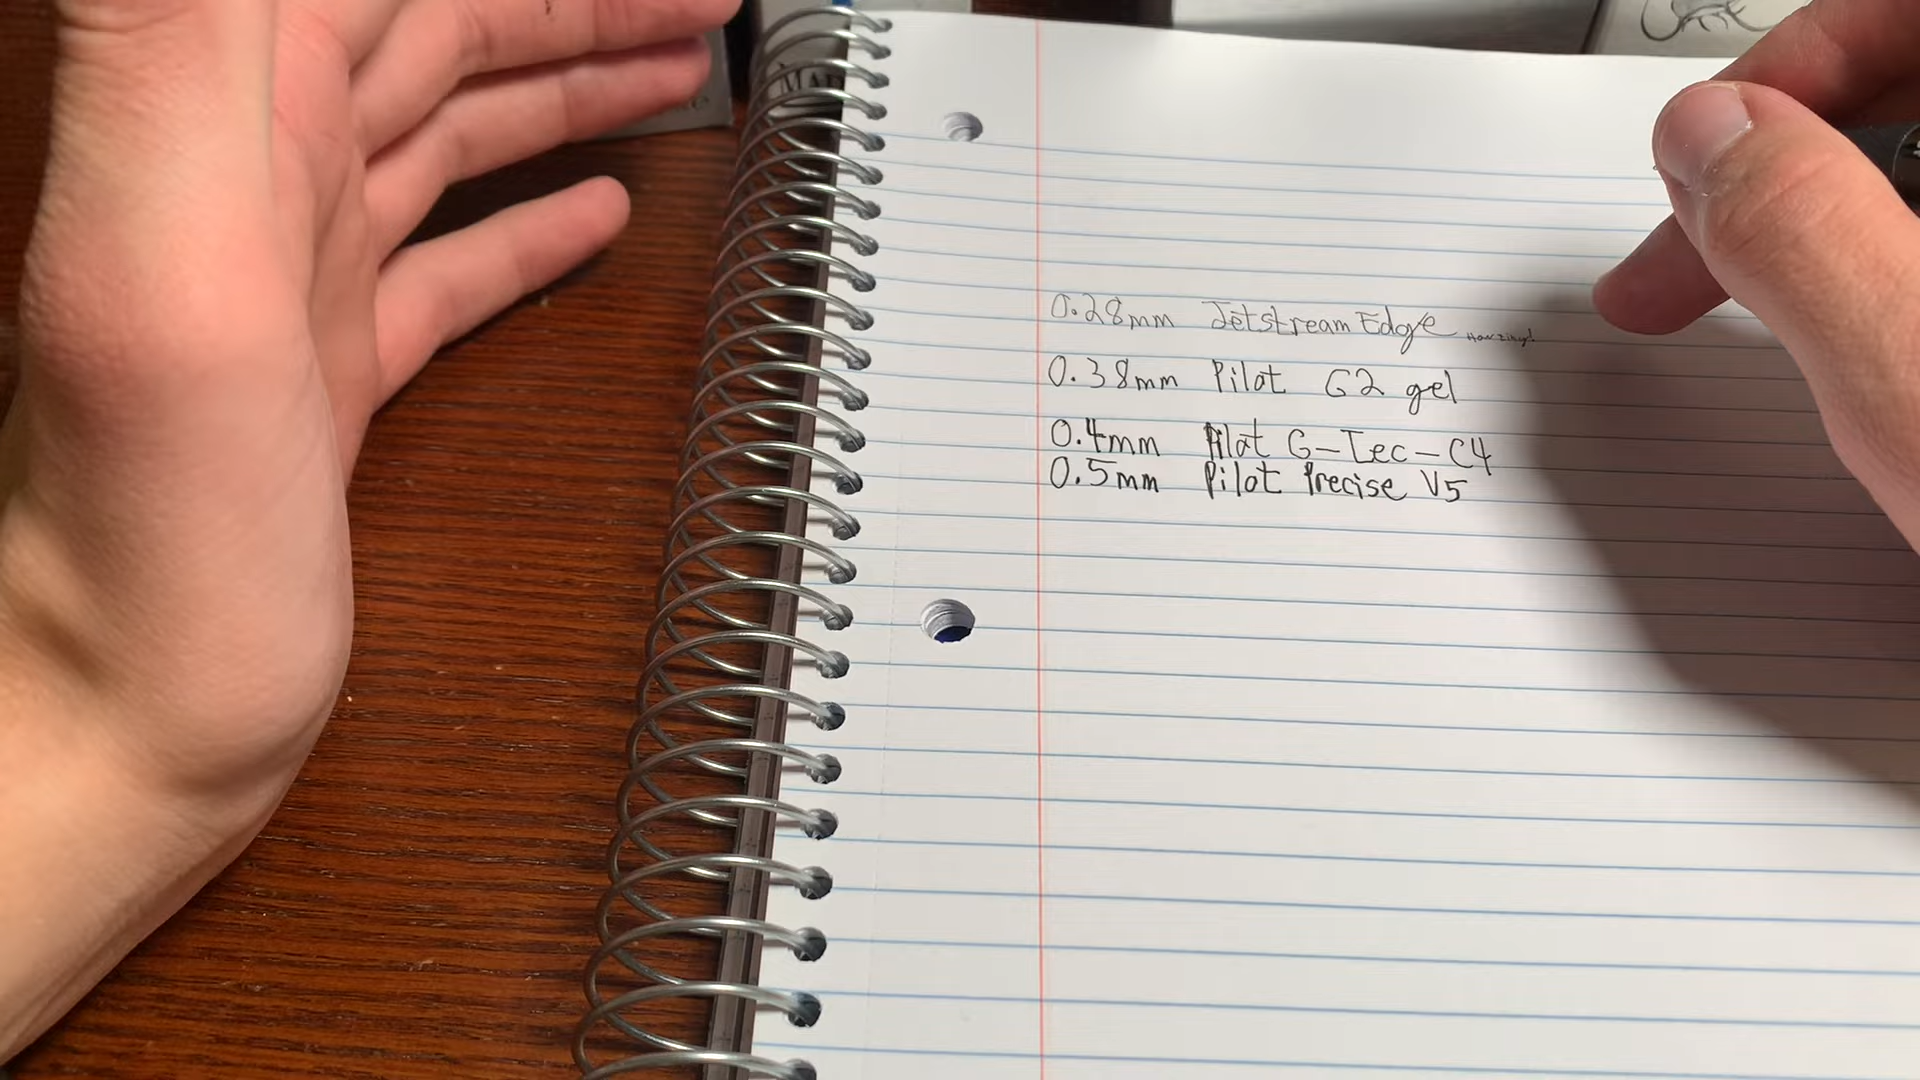 0.28mm Jetstream Edge
0.38mm Pilot G2 gel
0.4mm Pilot G-Tec-C4
0.5mm Pilot Precise V5